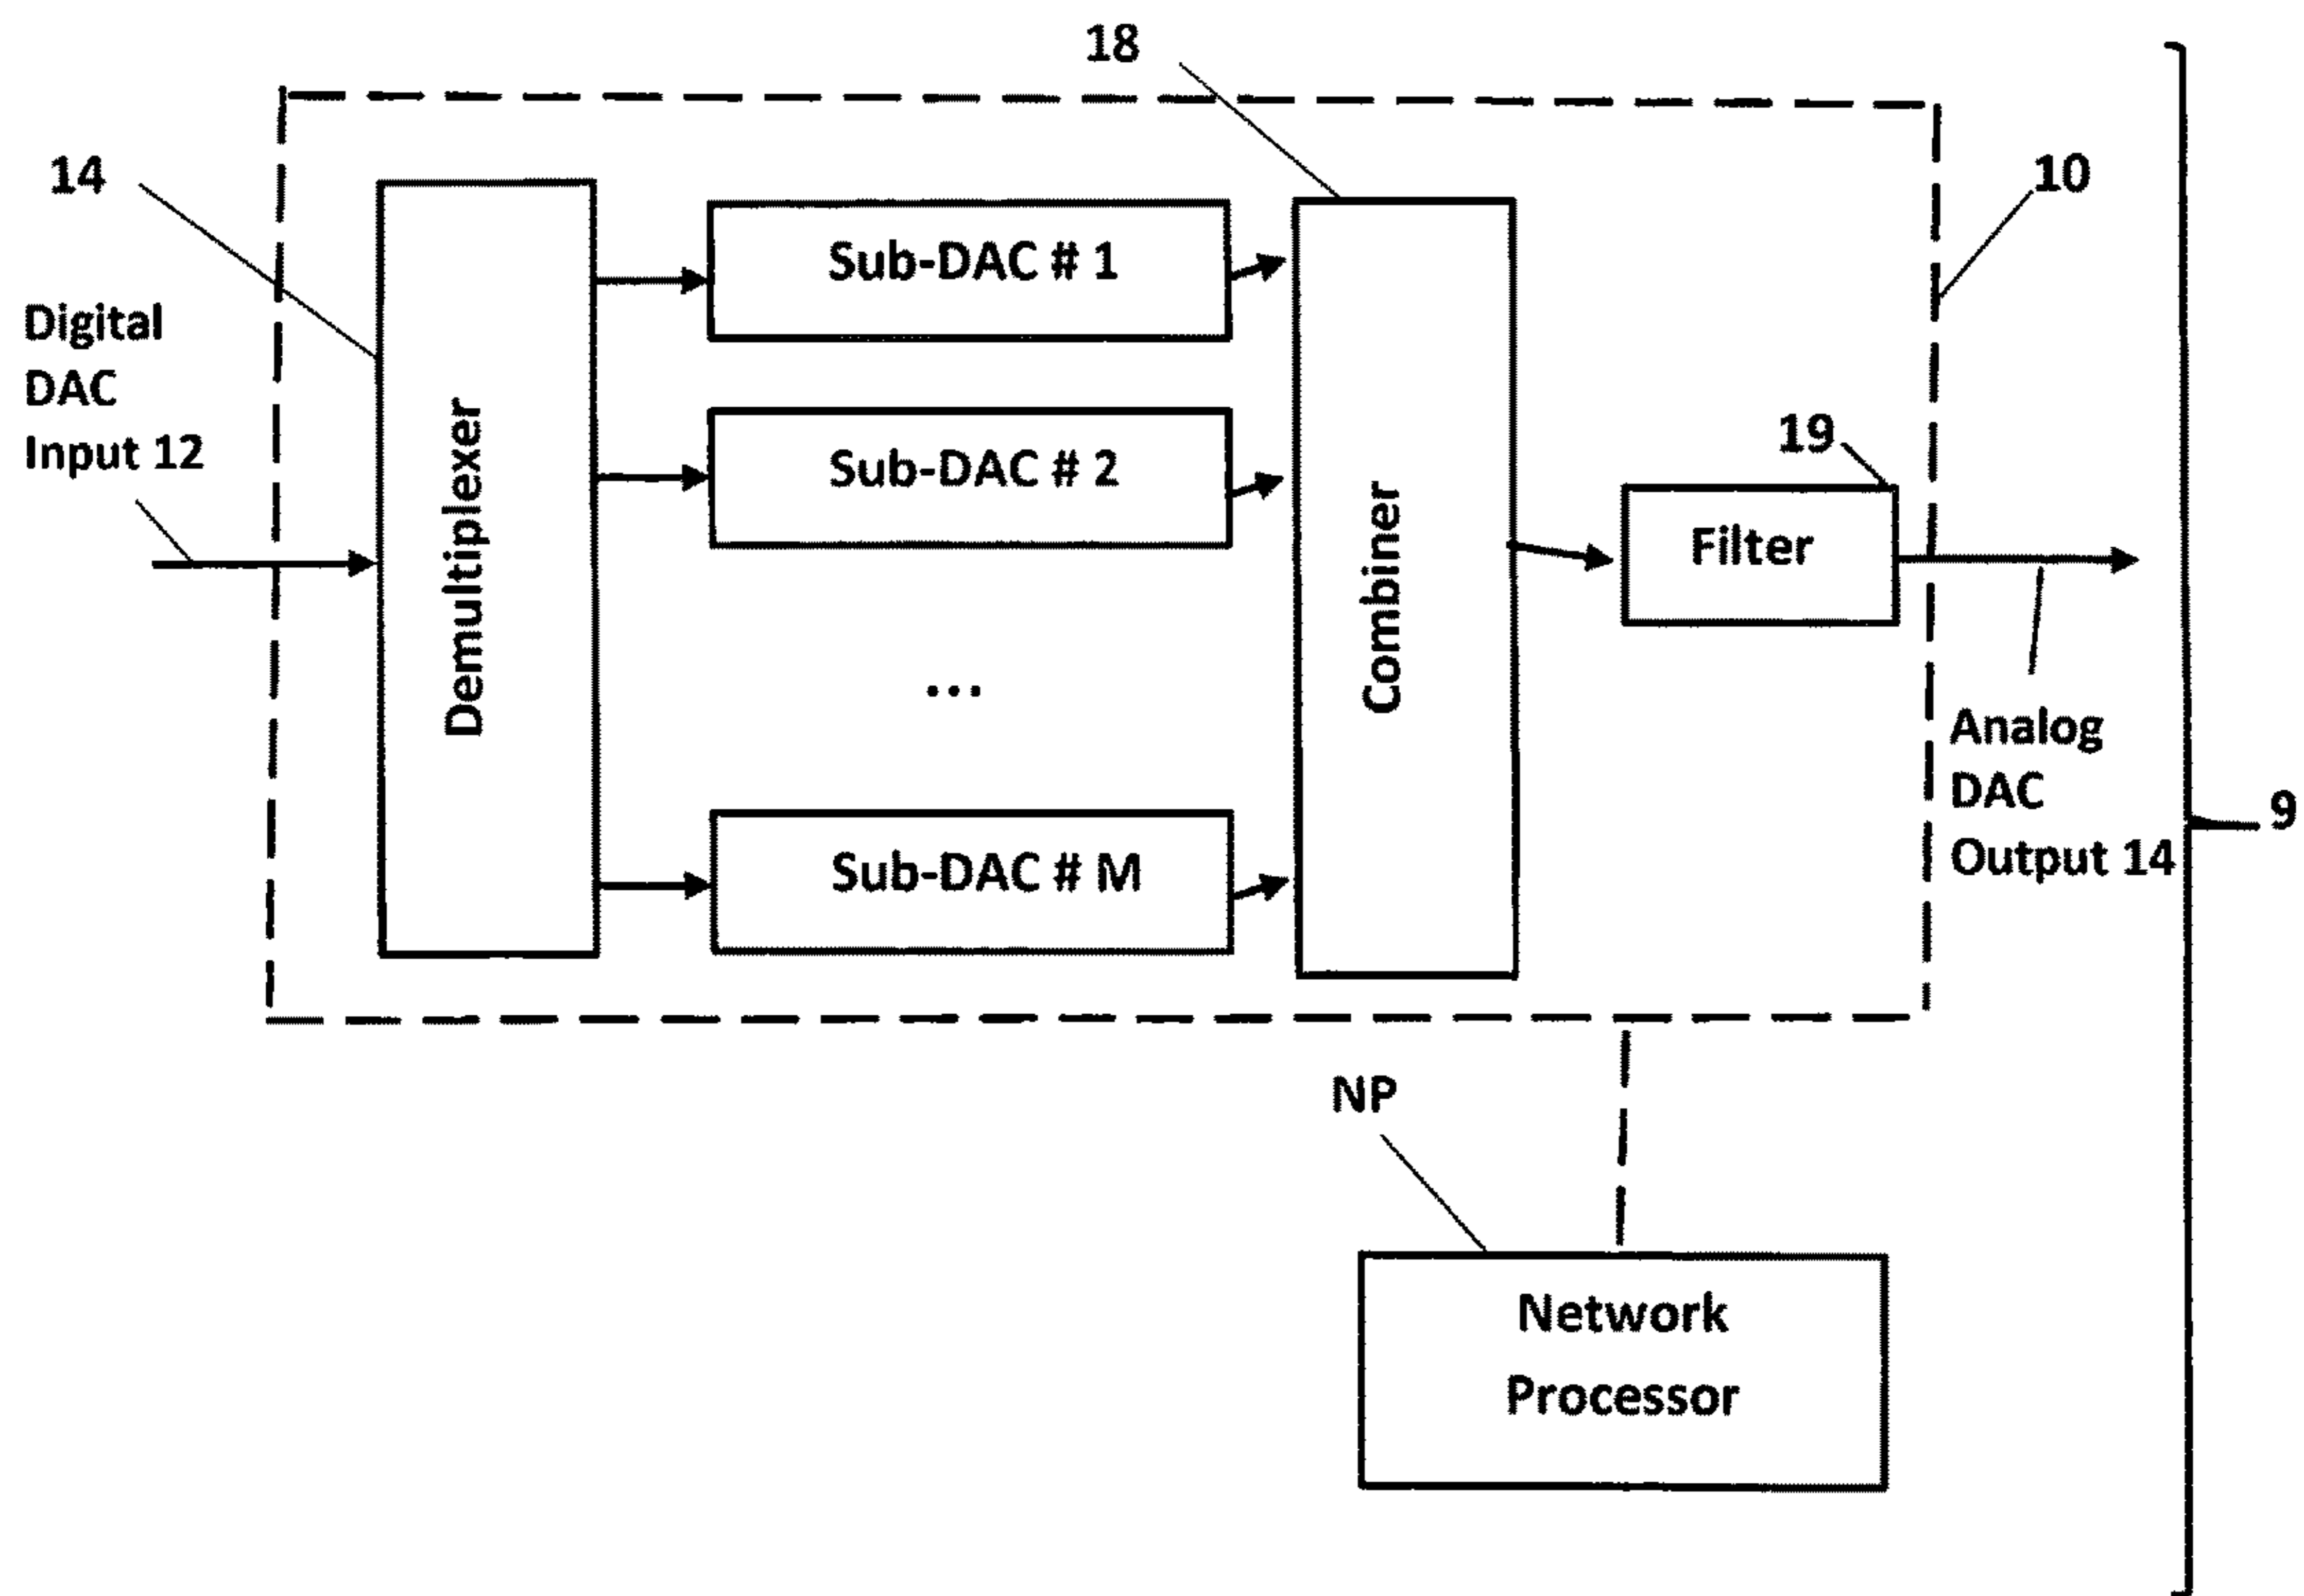 18
14
10
Digital
DAC
Input 12
Demultiplexer
Sub-DAC # 1
Sub-DAC # 2
...
Sub-DAC # M
Combiner
19
Filter
Analog
DAC
Output 14
9
NP
Network
Processor